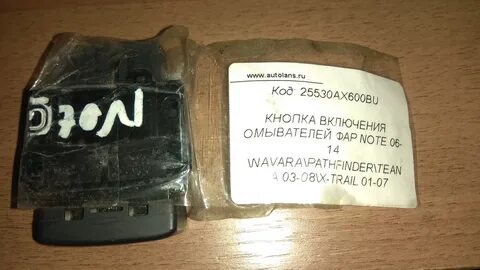 www.autolans.ru
Код: 25530AX600BU
КНОПКА ВКЛЮЧЕНИЯ
ОМЫВАТЕЛЕЙ ФАР NOTE 06-
14
\NAVARA\PATHFINDER\TEAN
A 03-08\X-TRAIL 01-07